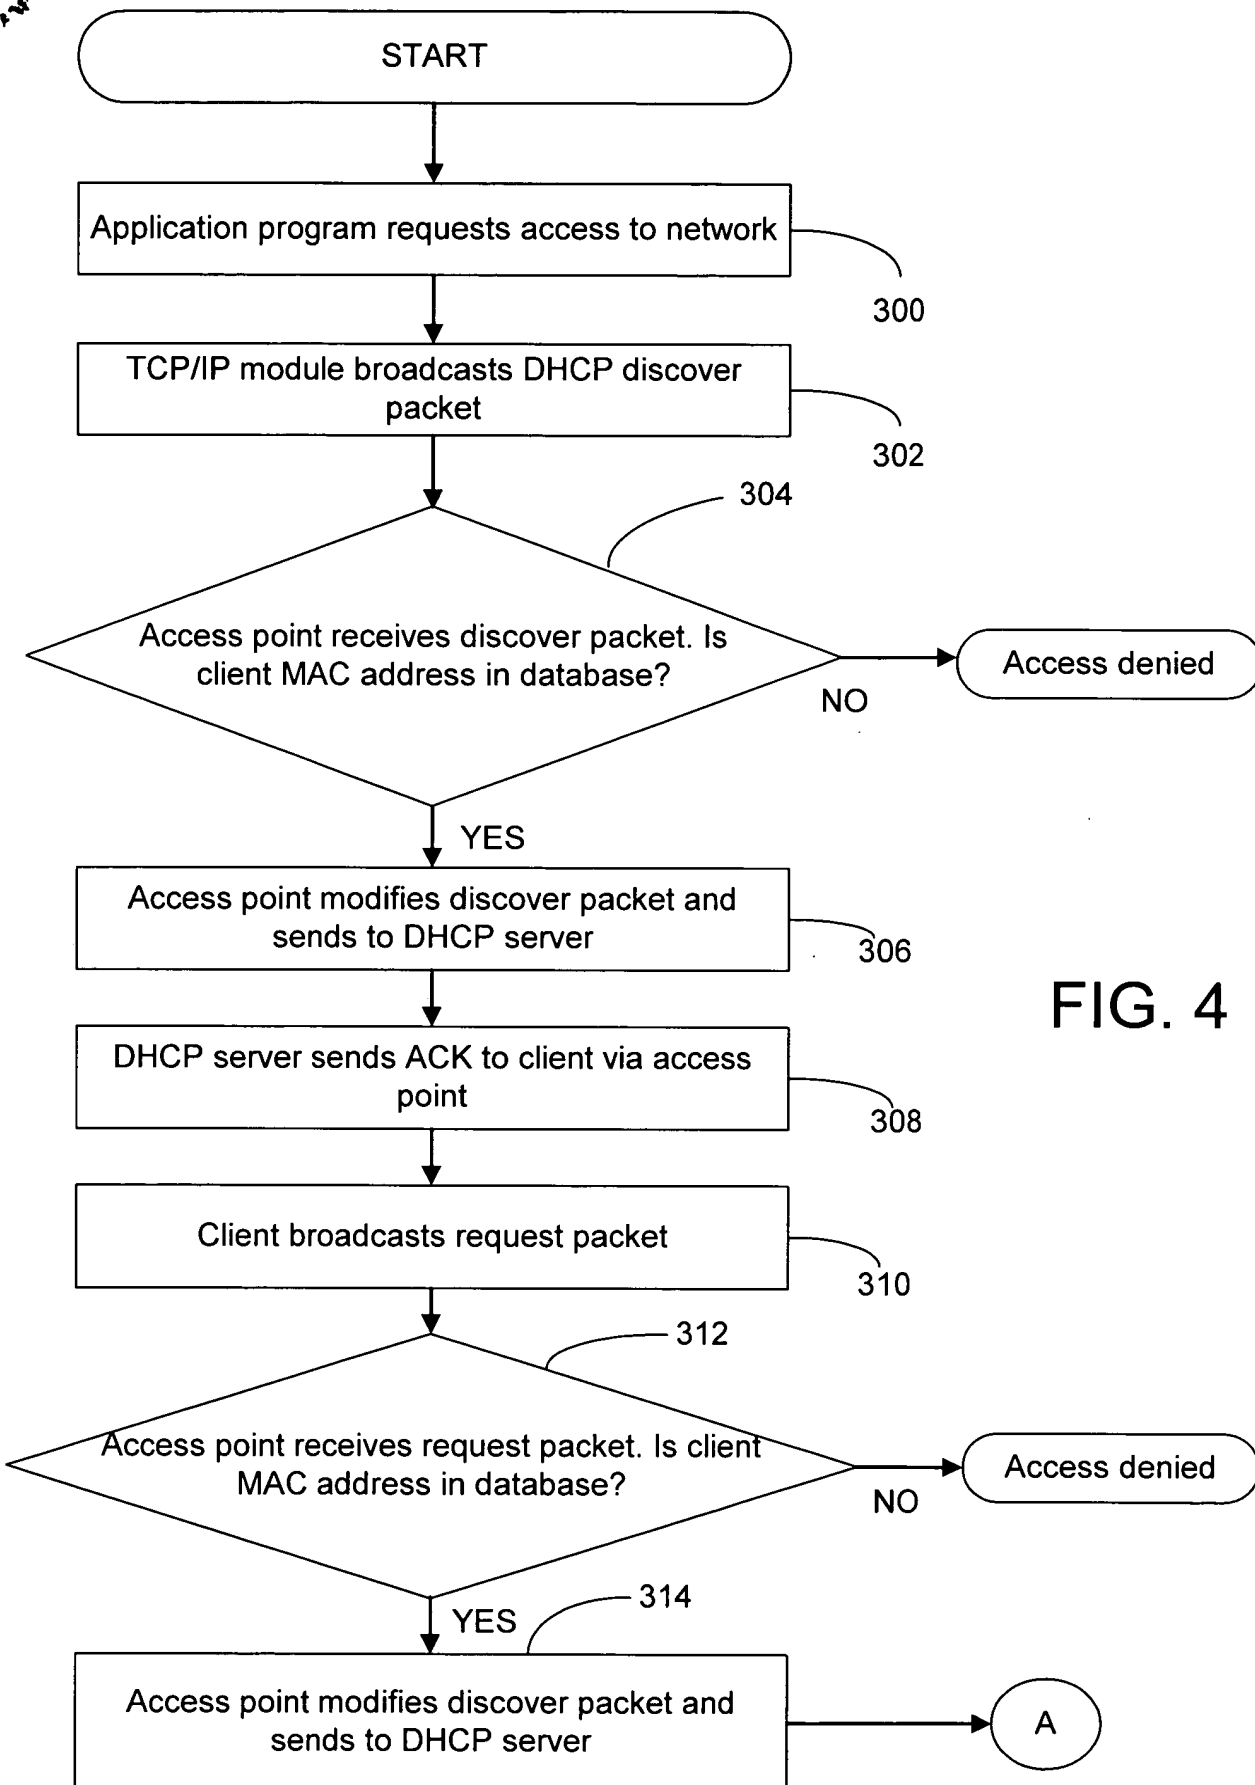 START
Application program requests access to network
300
TCP/IP module broadcasts DHCP discover
packet
302
304
Access point receives discover packet. Is
client MAC address in database?
NO
Access denied
YES
Access point modifies discover packet and
sends to DHCP server
306
FIG. 4
DHCP server sends ACK to client via access
point
308
Client broadcasts request packet
310
312
Access point receives request packet. Is client
MAC address in database?
NO
Access denied
YES
314
Access point modifies discover packet and
sends to DHCP server
A